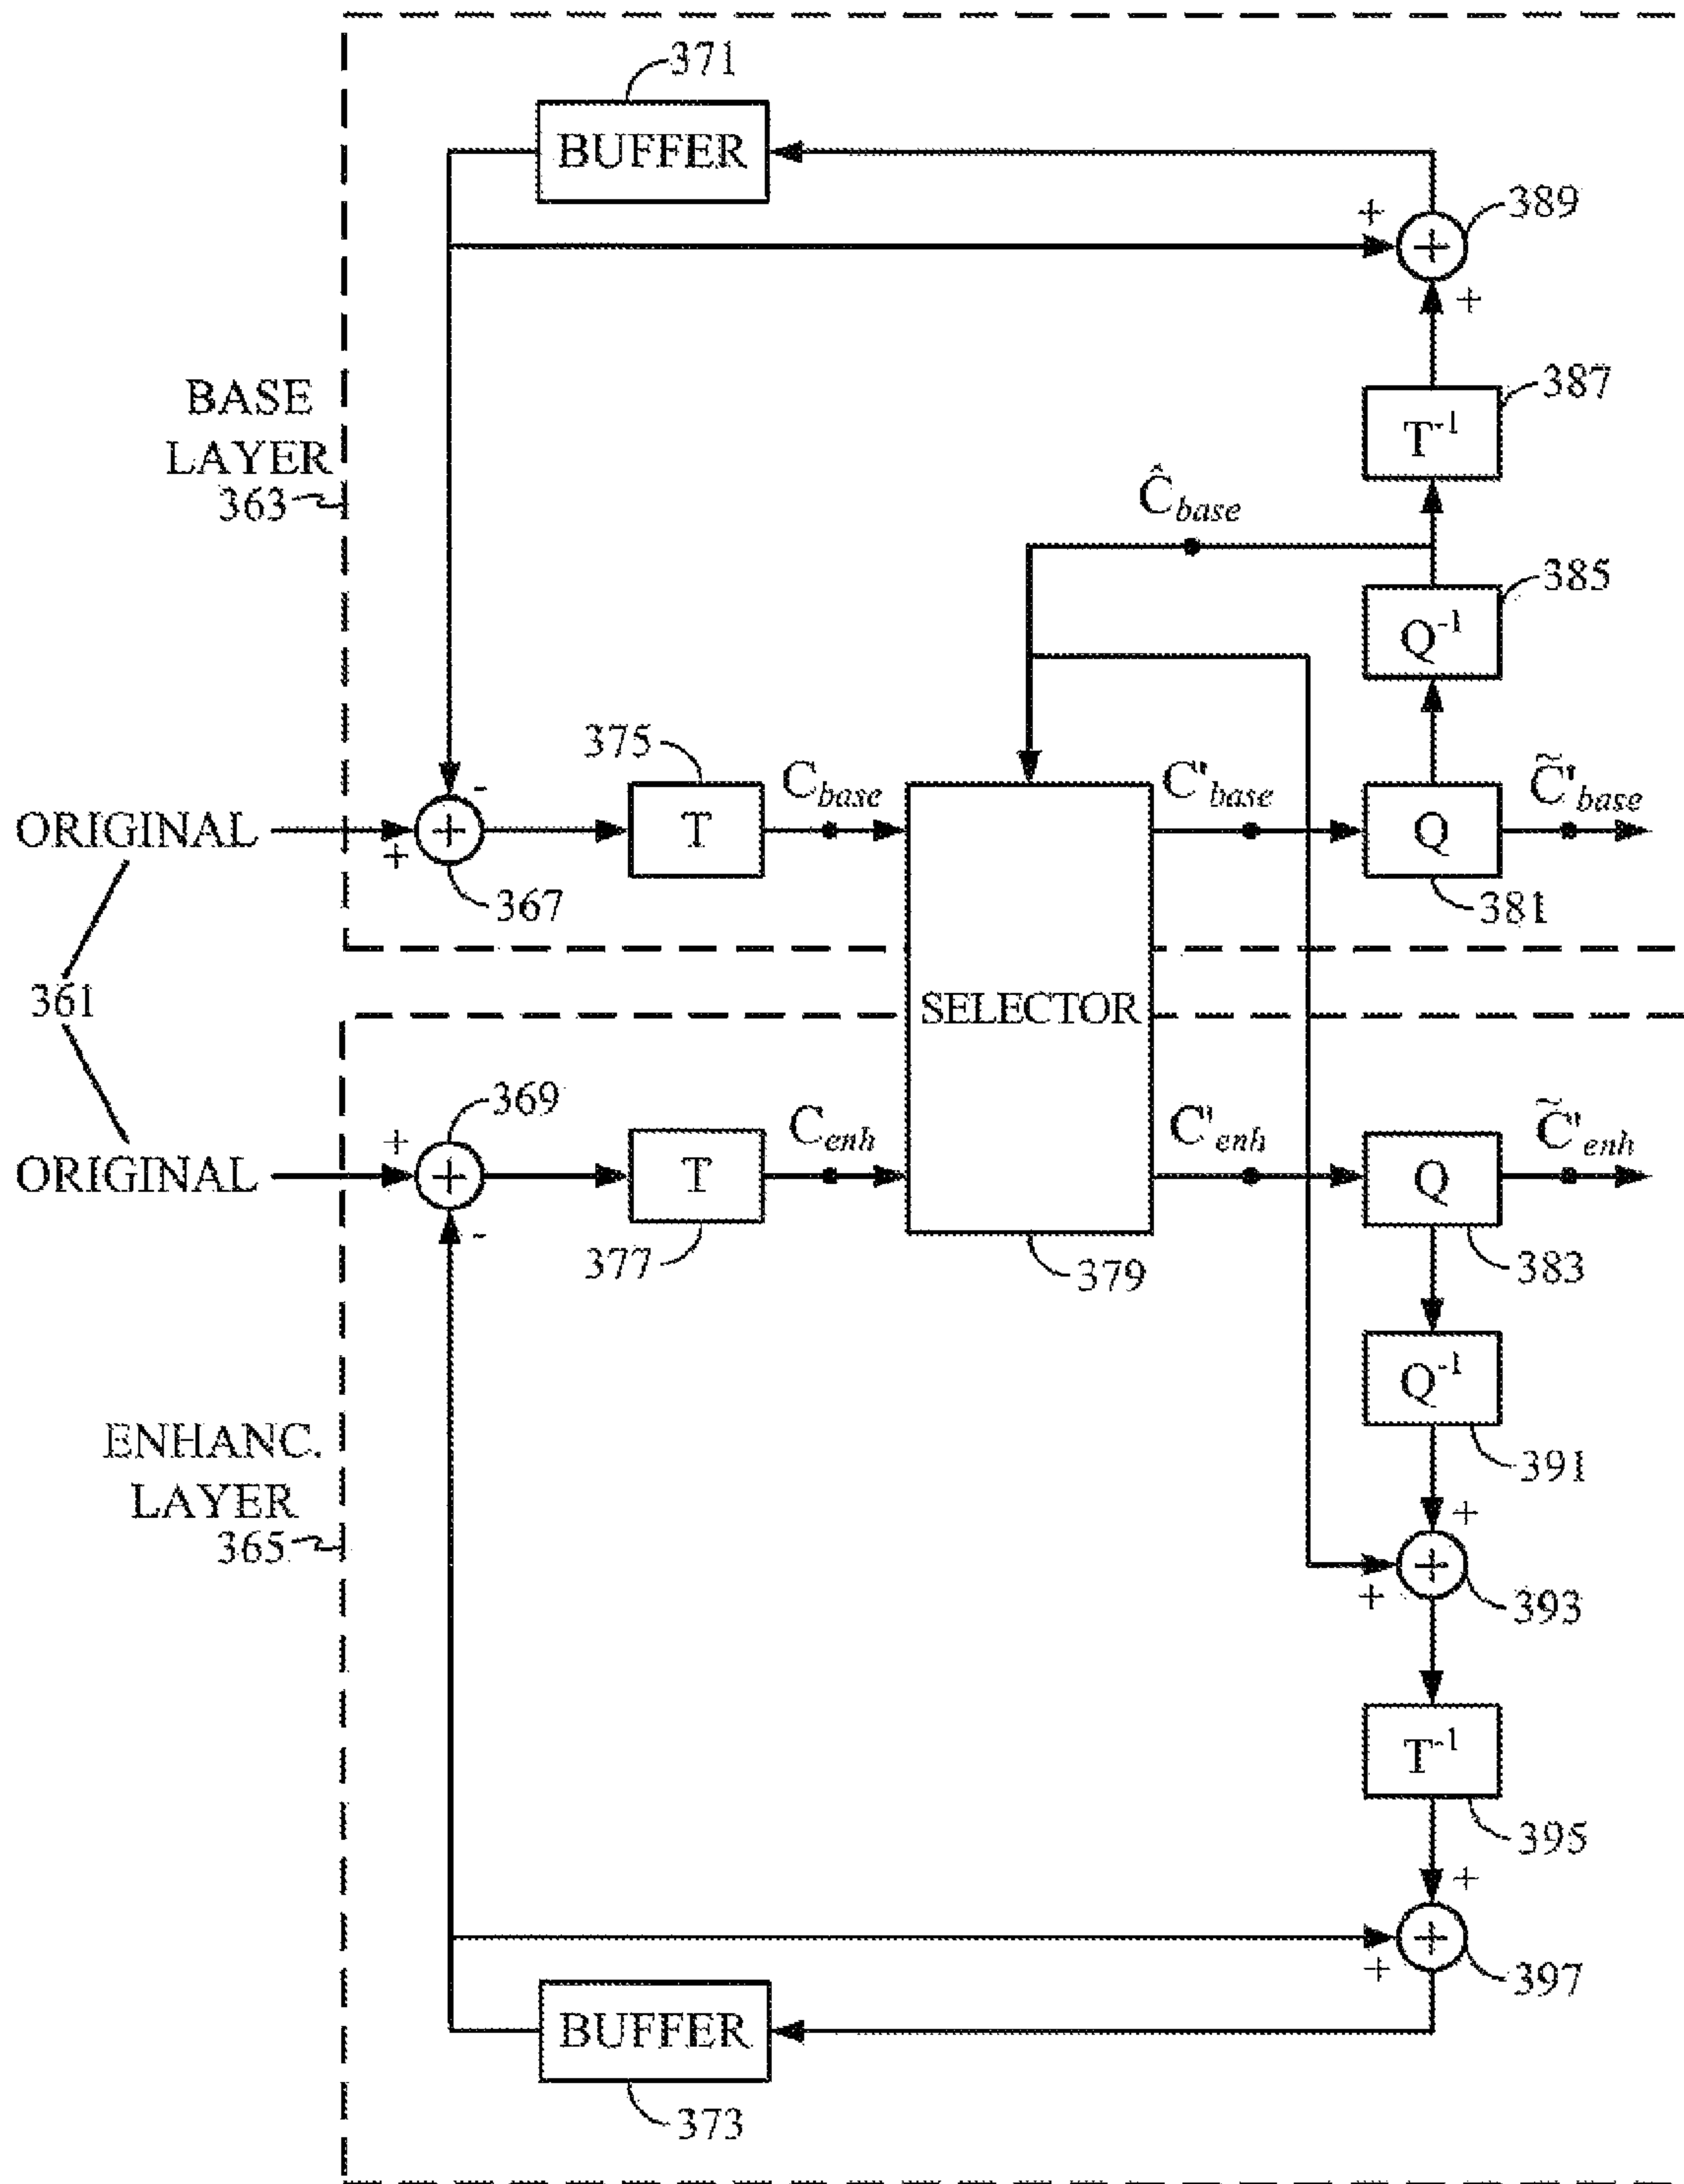 371
BUFFER
+
389
+
+
387
T⁻¹
BASE
LAYER
363
Ĉbase
385
Q⁻¹
375
-
Cbase
C'base
C̃'base
ORIGINAL
+
T
Q
+
367
381
361
SELECTOR
369
+
Cenh
C'enh
C̃'enh
ORIGINAL
+
T
Q
-
377
379
383
Q⁻¹
ENHANC.
LAYER
365
391
+
+
+
393
T⁻¹
395
+
+
+
397
BUFFER
373